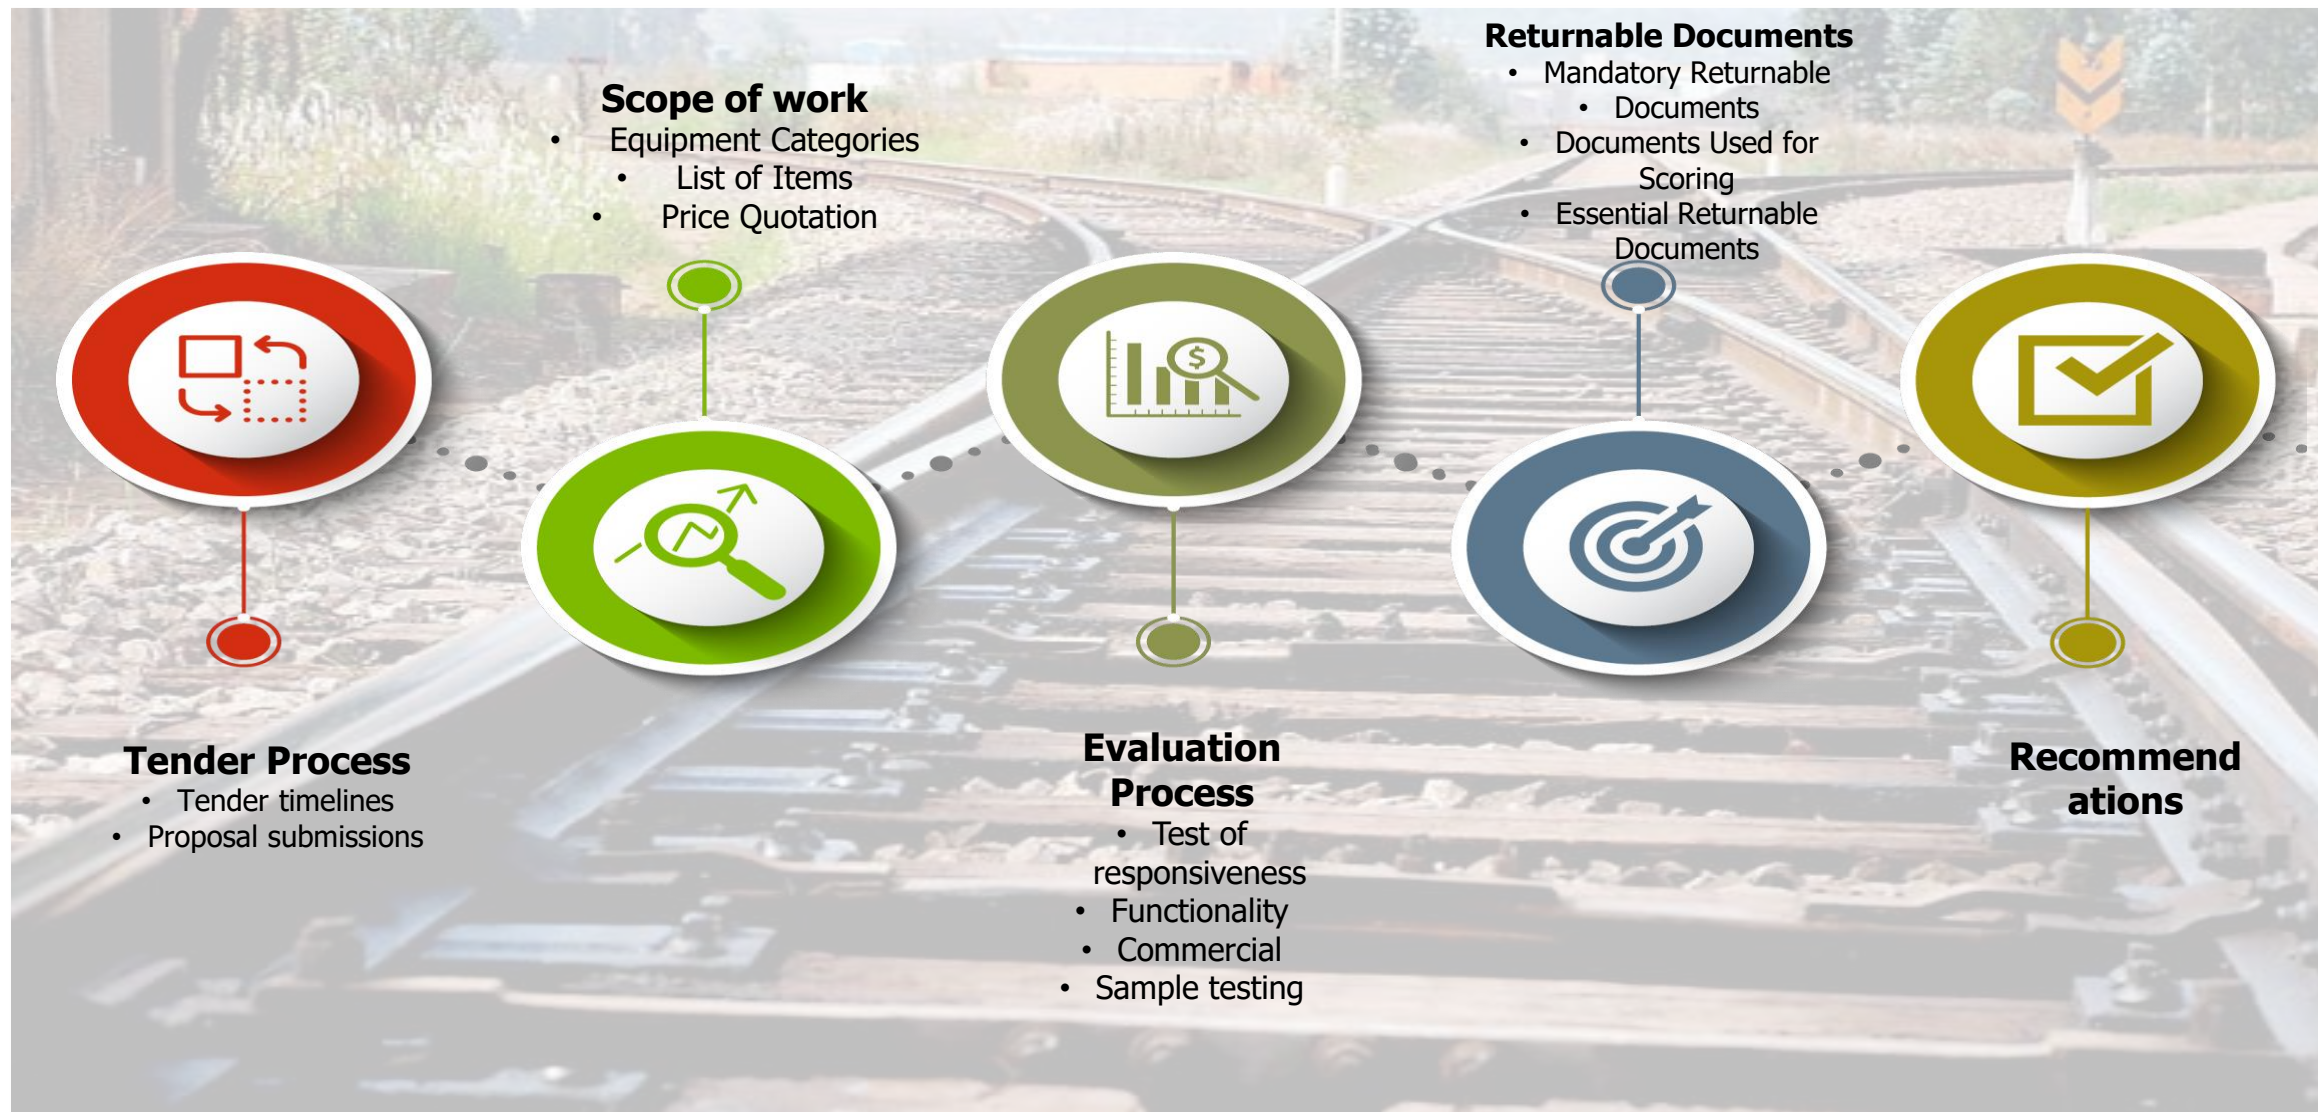 Tender Process
• Tender timelines
• Proposal submissions
Scope of work
• Equipment Categories
• List of Items
• Price Quotation
Evaluation
Process
• Test of
responsiveness
• Functionality
• Commercial
• Sample testing
Returnable Documents
• Mandatory Returnable
• Documents
• Documents Used for
Scoring
• Essential Returnable
Documents
Recommend
ations
$